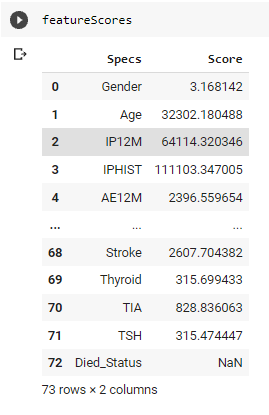 featureScores
Specs Score
0 Gender 3.168142
1 Age 32302.180488
2 IP12M 64114.320346
3 IPHIST 111103.347005
4 AE12M 2396.559654
... ... ...
68 Stroke 2607.704382
69 Thyroid 315.699433
70 TIA 828.836063
71 TSH 315.474447
72 Died_Status NaN
73 rows × 2 columns